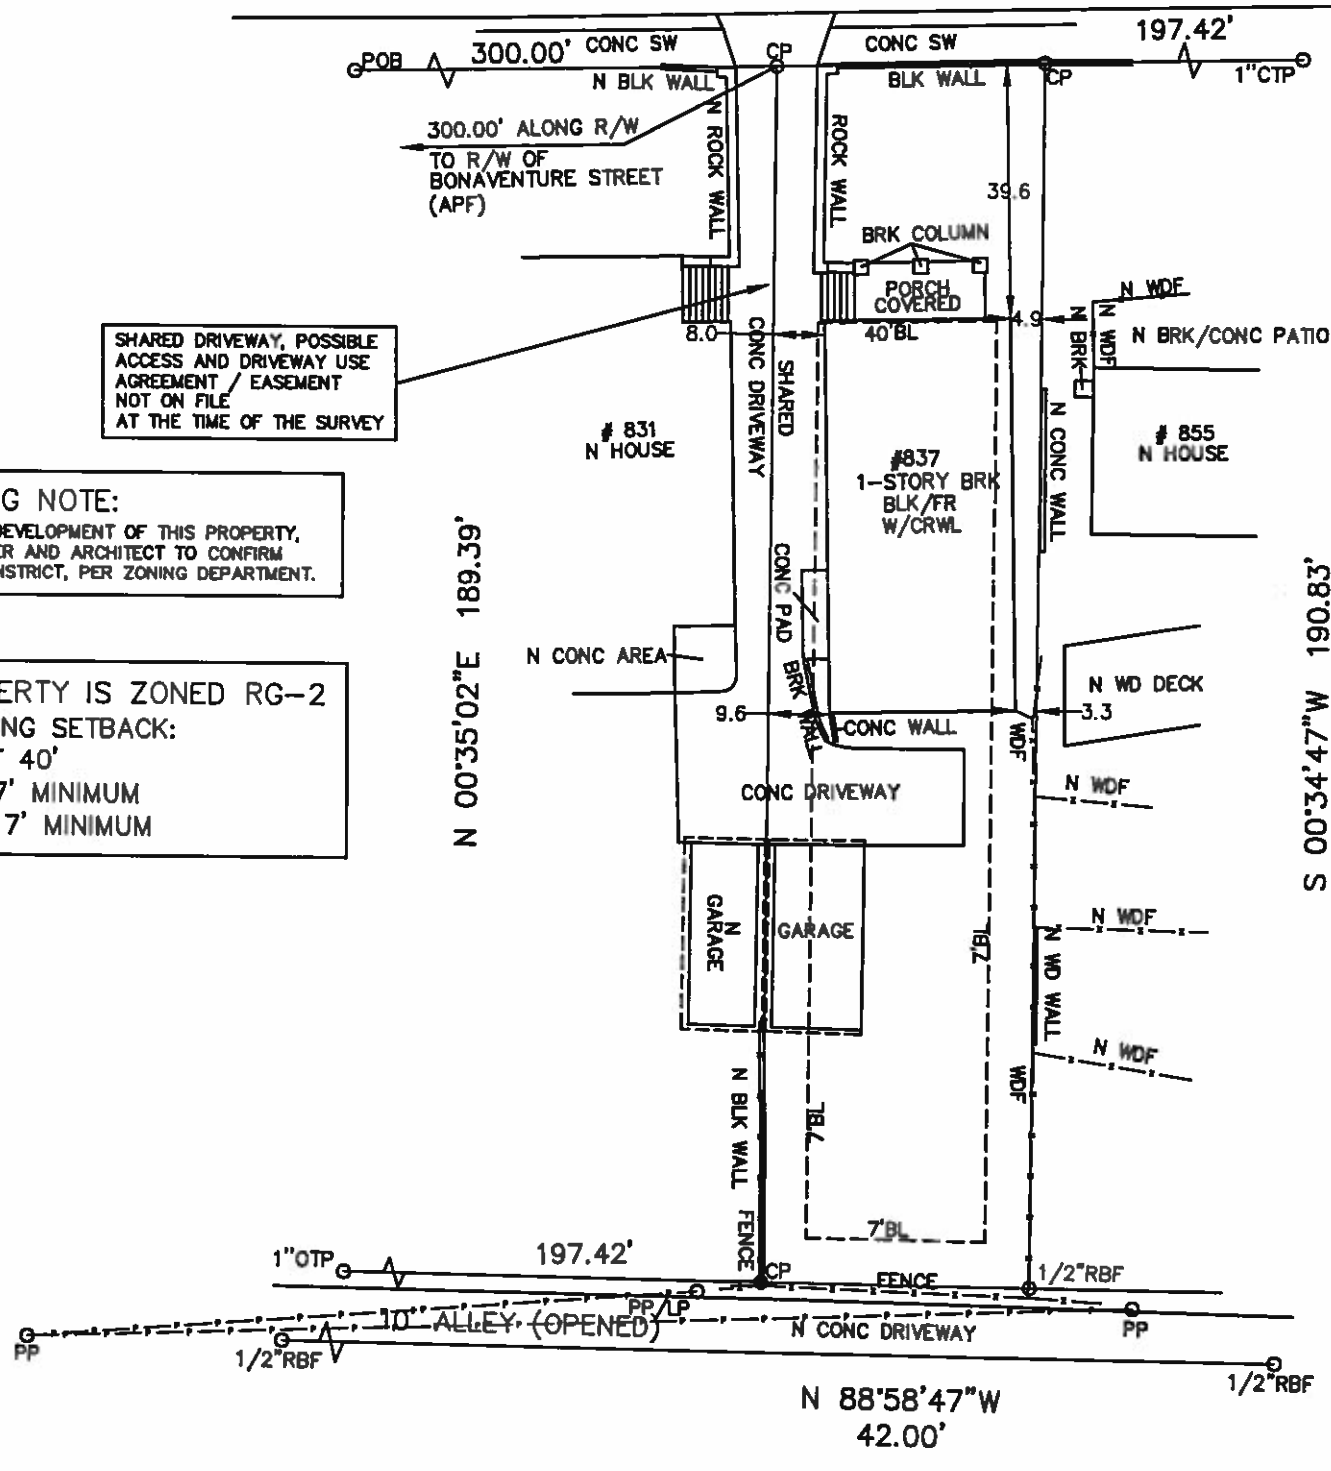 197.42'
300.00'
CONC SW
CP
CONC SW
POB
N BLK WALL
BLK WALL
CP
1"CTP
300.00' ALONG R/W
TO R/W OF
BONAVENTURE STREET
(APF)
N ROCK WALL
ROCK WALL
39.6
BRK COLUMN
PORCH
COVERED
N WDF
N WDF
N BRK
N BRK/CONC PATIO
4.9
8.0
40'BL
SHARED DRIVEWAY, POSSIBLE
ACCESS AND DRIVEWAY USE
AGREEMENT / EASEMENT
NOT ON FILE
AT THE TIME OF THE SURVEY
CONC DRIVEWAY
SHARED
# 831
N HOUSE
#837
1-STORY BRK
BLK/FR
W/CRWL
N CONC WALL
# 855
N HOUSE
G NOTE:
DEVELOPMENT OF THIS PROPERTY,
ER AND ARCHITECT TO CONFIRM
ISTRICT, PER ZONING DEPARTMENT.
N 00°35'02"E 189.39'
S 00°34'47"W 190.83'
CONC PAD
N CONC AREA
BRK WALL
N WD DECK
ERTY IS ZONED RG-2
NG SETBACK:
T 40'
7' MINIMUM
7' MINIMUM
9.6
CONC WALL
WDF
3.3
N WDF
CONC DRIVEWAY
N GARAGE
GARAGE
7'BL
N WDF
N WD WALL
N WDF
WDF
N BLK WALL
7'BL
FENCE
7'BL
1"OTP
197.42'
CP
FENCE
1/2"RBF
PP/LP
10' ALLEY (OPENED)
N CONC DRIVEWAY
PP
PP
1/2"RBF
1/2"RBF
N 88°58'47"W
42.00'